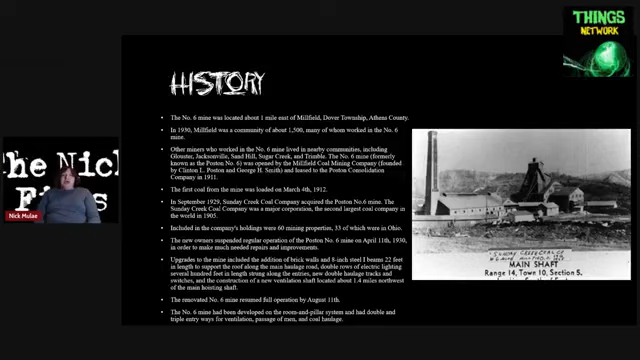 THINGS
NETWORK
HISTORY
• The No. 6 mine was located about 1 mile east of Millfield, Dover Township, Athens County.
• In 1930, Millfield was a community of about 1,500, many of whom worked in the No. 6
mine.
• Other miners who worked in the No. 6 mine lived in nearby communities, including
Glouster, Jacksonville, Sand Hill, Sugar Creek, and Trimble. The No. 6 mine (formerly
known as the Poston No. 6) was opened by the Millfield Coal Mining Company (founded
by Clinton L. Poston and George H. Smith) and leased to the Poston Consolidation
Company in 1911.
• The first coal from the mine was loaded on March 4th, 1912.
• In September 1929, Sunday Creek Coal Company acquired the Poston No.6 mine. The
Sunday Creek Coal Company was a major corporation, the second largest coal company in
the world in 1905.
• Included in the company's holdings were 60 mining properties, 33 of which were in Ohio.
• The new owners suspended regular operation of the Poston No. 6 mine on April 11th, 1930,
in order to make much needed repairs and improvements.
• Upgrades to the mine included the addition of brick walls and 8-inch steel I beams 22 feet
in length to support the roof along the main haulage road, double rows of electric lighting
several hundred feet in length strung along the entries, new double haulage tracks and
switches, and the construction of a new ventilation shaft located about 1.4 miles northwest
of the main hoisting shaft.
• The renovated No. 6 mine resumed full operation by August 11th.
• The No. 6 mine had been developed on the room-and-pillar system and had double and
triple entry ways for ventilation, passage of men, and coal haulage.
The Nick
Files
Nick Mulae
SUNDAY CREEK COAL CO.
MAIN SHAFT
Range 14, Town 10, Section 5.